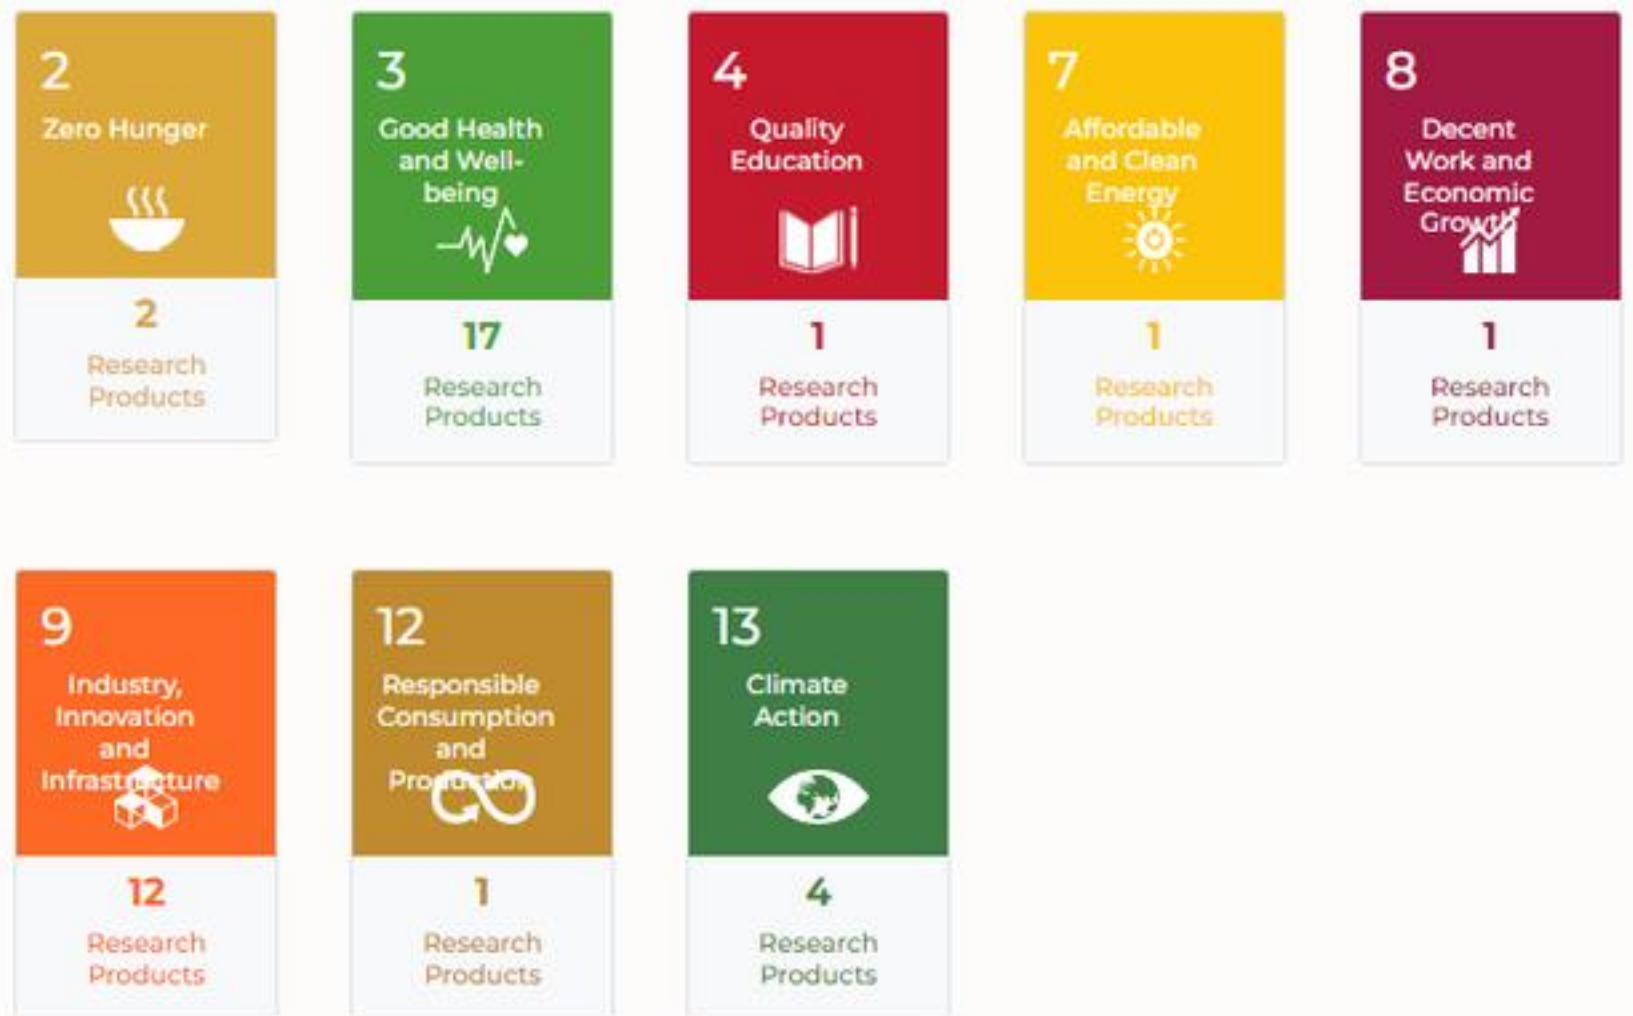 2
Zero Hunger
2
Research
Products
3
Good Health
and Well-
being
17
Research
Products
4
Quality
Education
1
Research
Products
7
Affordable
and Clean
Energy
1
Research
Products
8
Decent
Work and
Economic
Growth
1
Research
Products
9
Industry,
Innovation
and
Infrastructure
12
Research
Products
12
Responsible
Consumption
and
Production
1
Research
Products
13
Climate
Action
4
Research
Products